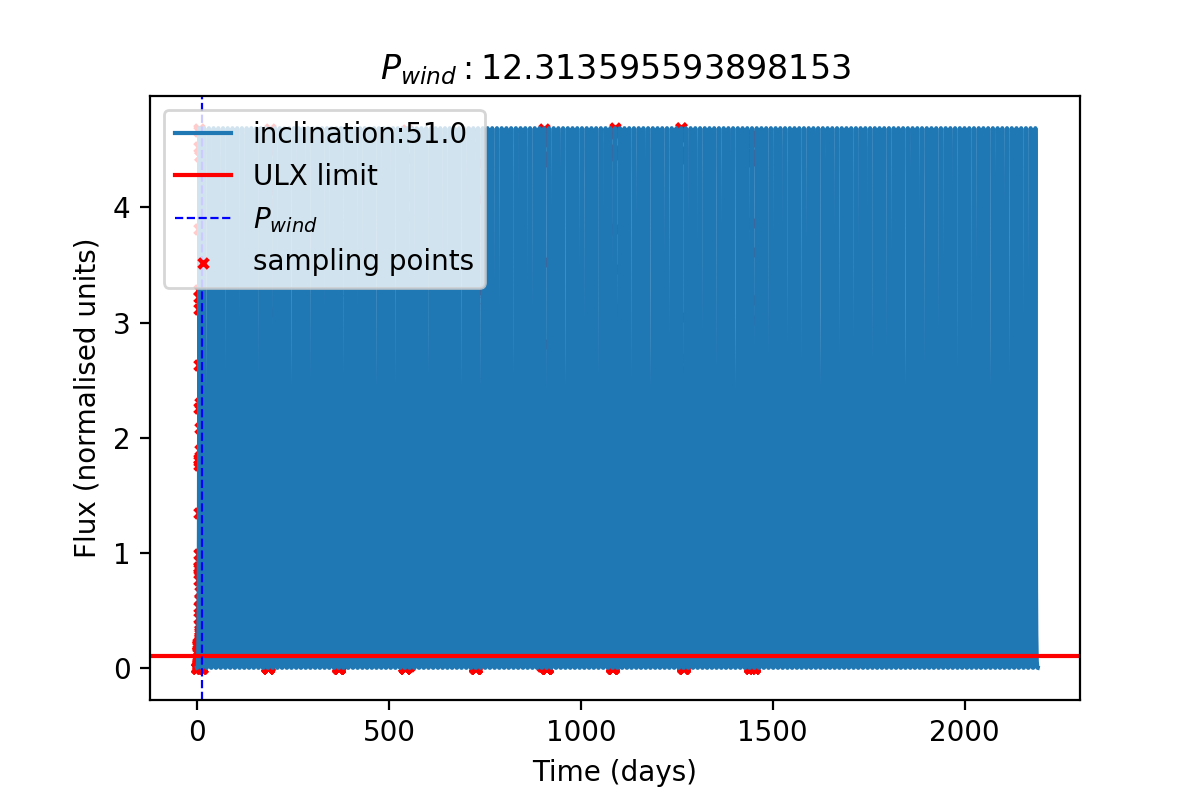 P_wind : 12.313595593898153
inclination:51.0
ULX limit
P_wind
sampling points
Flux (normalised units)
4
3
2
1
0
0 500 1000 1500 2000
Time (days)